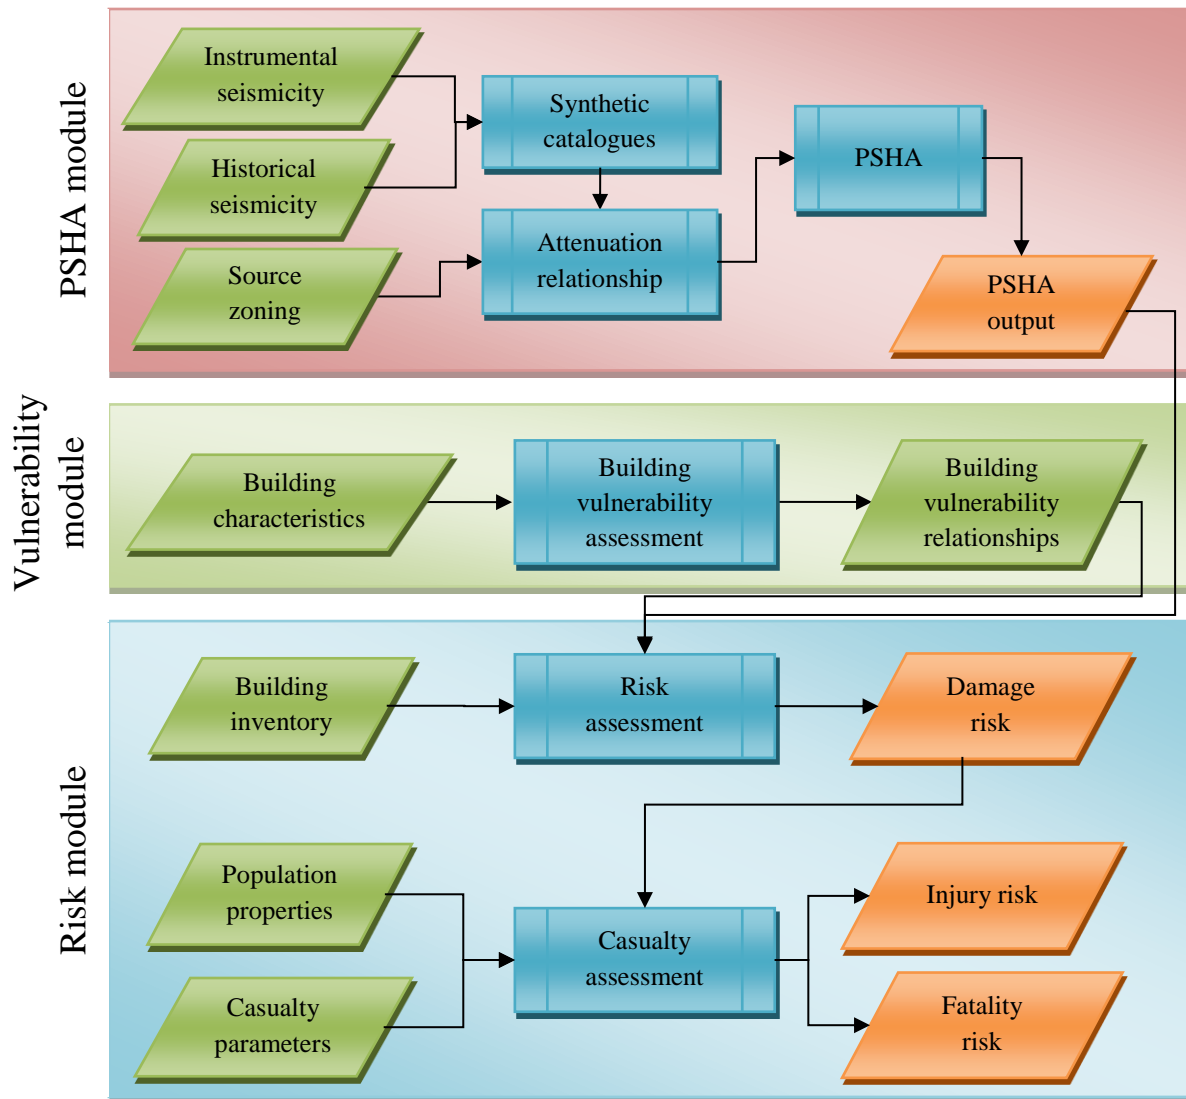 PSHA module
Instrumental
seismicity
Historical
seismicity
Source
zoning
Synthetic
catalogues
Attenuation
relationship
PSHA
PSHA
output
Vulnerability
module
Building
characteristics
Building
vulnerability
assessment
Building
vulnerability
relationships
Risk module
Building
inventory
Risk
assessment
Damage
risk
Population
properties
Casualty
parameters
Casualty
assessment
Injury risk
Fatality
risk